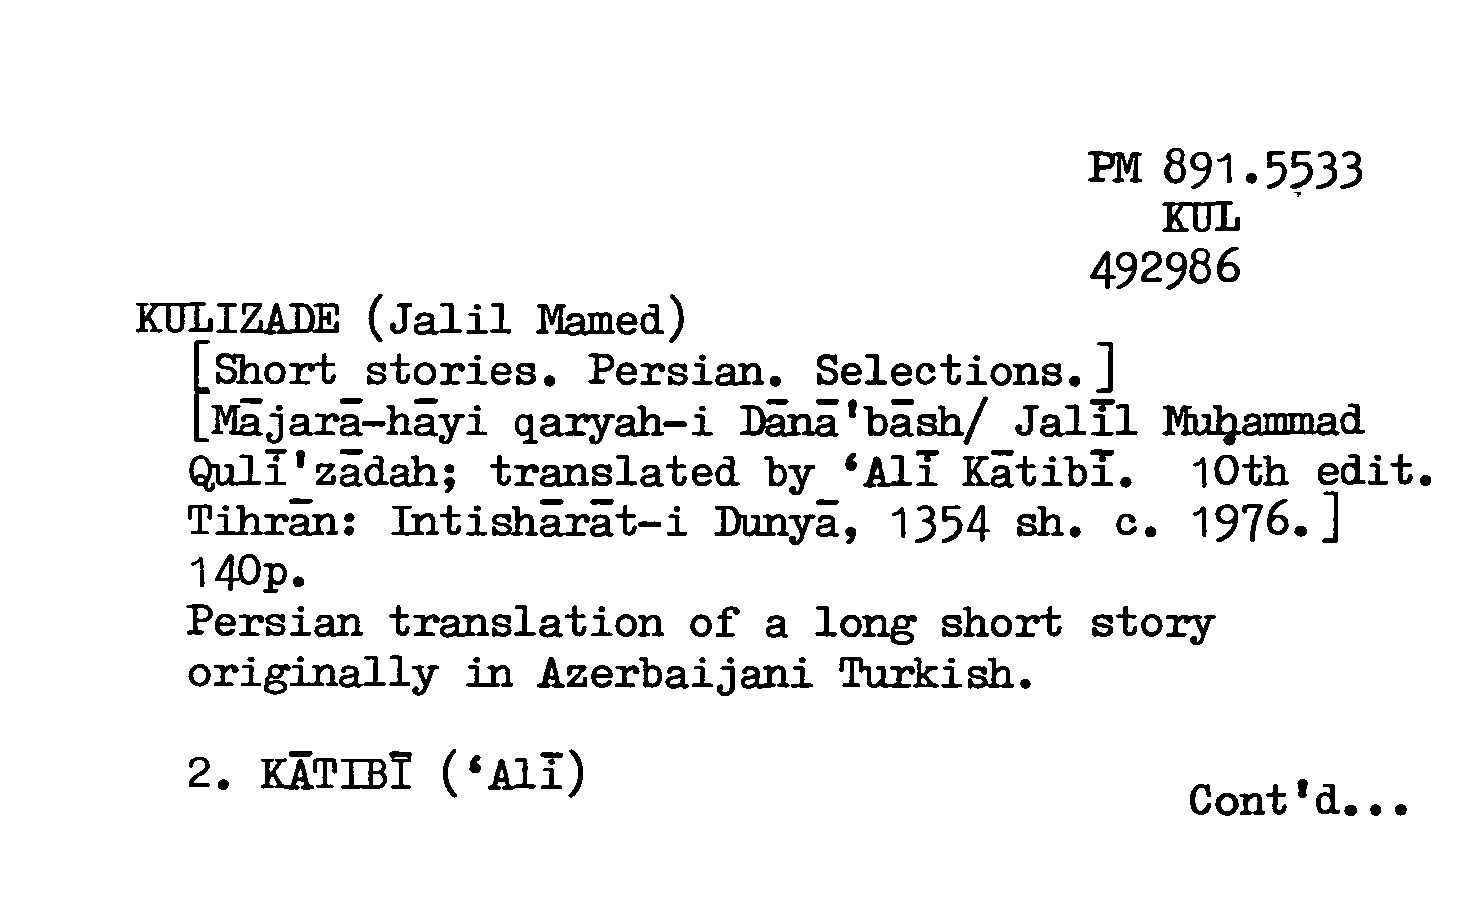 PM 891.5533
KUL
492986
KULIZADE (Jalil Mamed)
[Short stories. Persian. Selections.]
[Mājarā-hāyi qaryah-i Dānā'bāsh/ Jalīl Muḥammad
Qulī'zādah; translated by ‘Alī Kātibī. 10th edit.
Tihrān: Intishārāt-i Dunyā, 1354 sh. c. 1976.]
140p.
Persian translation of a long short story
originally in Azerbaijani Turkish.
2. KĀTIBĪ (‘Alī)
Cont'd...